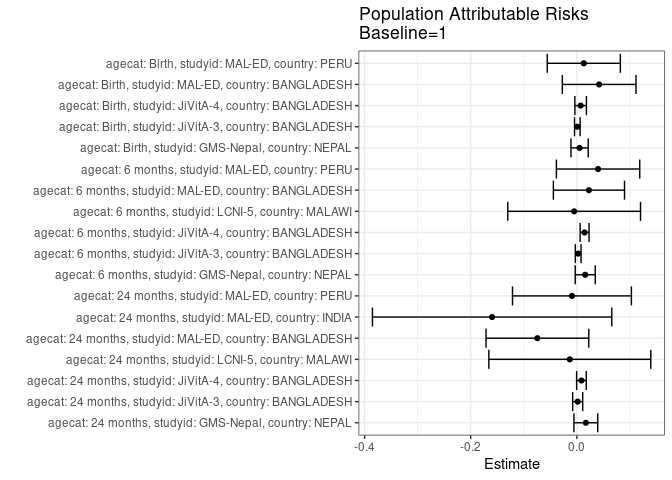 Population Attributable Risks
Baseline=1
agecat: Birth, studyid: MAL-ED, country: PERU
agecat: Birth, studyid: MAL-ED, country: BANGLADESH
agecat: Birth, studyid: JiVitA-4, country: BANGLADESH
agecat: Birth, studyid: JiVitA-3, country: BANGLADESH
agecat: Birth, studyid: GMS-Nepal, country: NEPAL
agecat: 6 months, studyid: MAL-ED, country: PERU
agecat: 6 months, studyid: MAL-ED, country: BANGLADESH
agecat: 6 months, studyid: LCNI-5, country: MALAWI
agecat: 6 months, studyid: JiVitA-4, country: BANGLADESH
agecat: 6 months, studyid: JiVitA-3, country: BANGLADESH
agecat: 6 months, studyid: GMS-Nepal, country: NEPAL
agecat: 24 months, studyid: MAL-ED, country: PERU
agecat: 24 months, studyid: MAL-ED, country: INDIA
agecat: 24 months, studyid: MAL-ED, country: BANGLADESH
agecat: 24 months, studyid: LCNI-5, country: MALAWI
agecat: 24 months, studyid: JiVitA-4, country: BANGLADESH
agecat: 24 months, studyid: JiVitA-3, country: BANGLADESH
agecat: 24 months, studyid: GMS-Nepal, country: NEPAL
-0.4 -0.2 0.0
Estimate